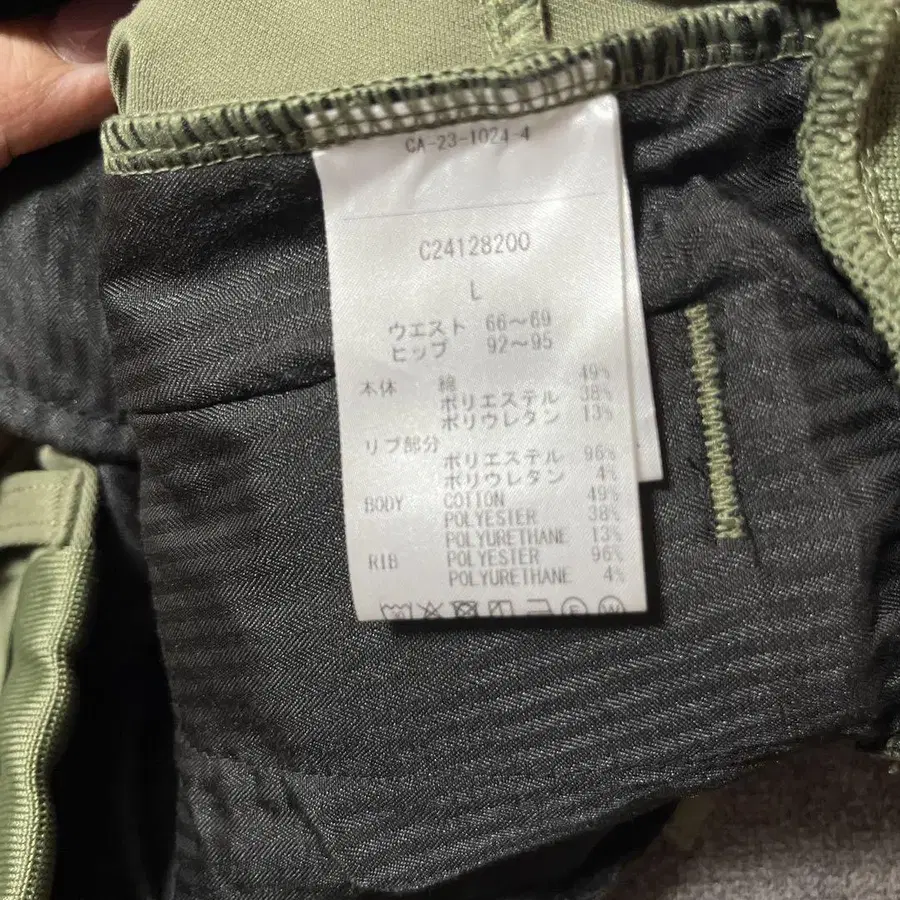 CA-23-1024-4
C24128200
L
ウエスト 66～69
ヒップ 92～95
本体 綿 49%
ポリエステル 38%
ポリウレタン 13%
リブ部分
ポリエステル 96%
ポリウレタン 4%
BODY COTTON 49%
POLYESTER 38%
POLYURETHANE 13%
RIB POLYESTER 96%
POLYURETHANE 4%